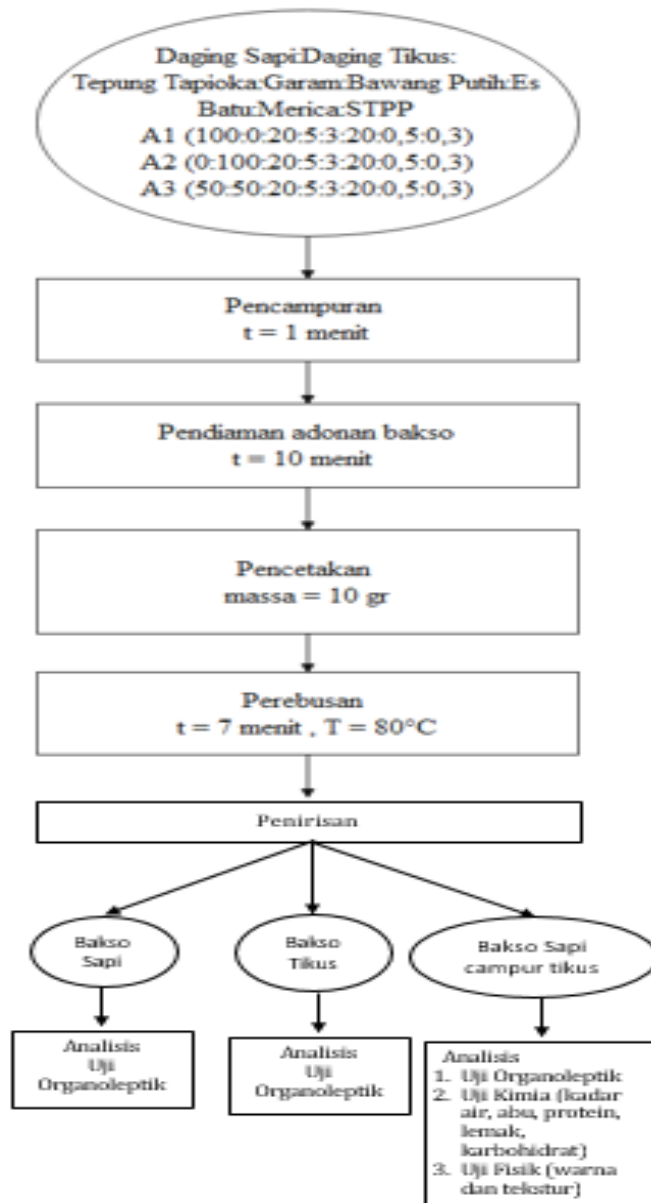 Daging Sapi:Daging Tikus:
Tepung Tapioka:Garam:Bawang Putih:Es
Batu:Merica:STPP
A1 (100:0:20:5:3:20:0,5:0,3)
A2 (0:100:20:5:3:20:0,5:0,3)
A3 (50:50:20:5:3:20:0,5:0,3)
Pencampuran
t = 1 menit
Pendiaman adonan bakso
t = 10 menit
Pencetakan
massa = 10 gr
Perebusan
t = 7 menit , T = 80°C
Penirisan
Bakso
Sapi
Bakso
Tikus
Bakso Sapi
campur tikus
Analisis
Uji
Organoleptik
Analisis
Uji
Organoleptik
Analisis
1. Uji Organoleptik
2. Uji Kimia (kadar
air, abu, protein,
lemak,
karbohidrat)
3. Uji Fisik (warna
dan tekstur)